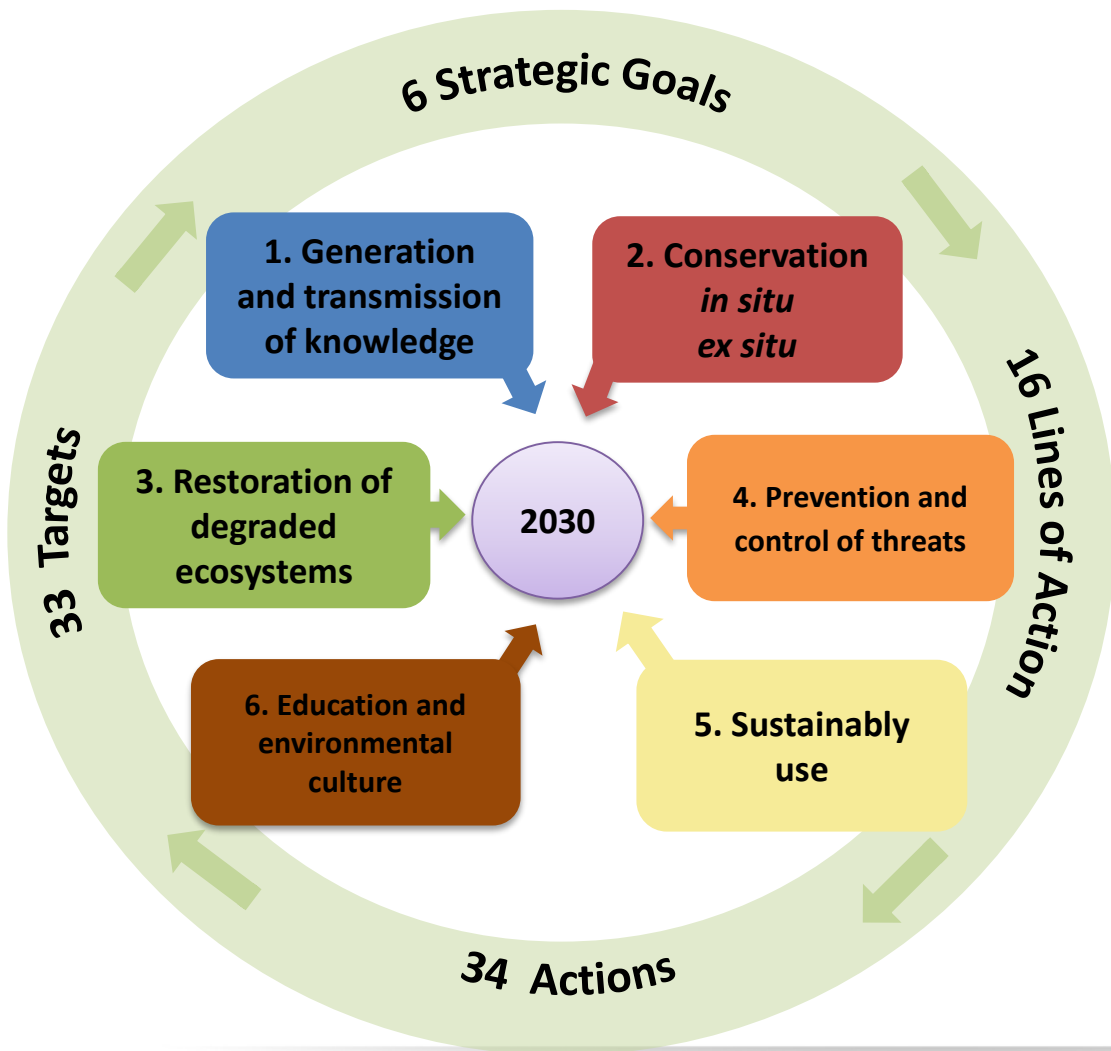 6 Strategic Goals
1. Generation
and transmission
of knowledge
2. Conservation
in situ
ex situ
16 Lines of Action
33 Targets
3. Restoration of
degraded
ecosystems
2030
4. Prevention and
control of threats
6. Education and
environmental
culture
5. Sustainably
use
34 Actions